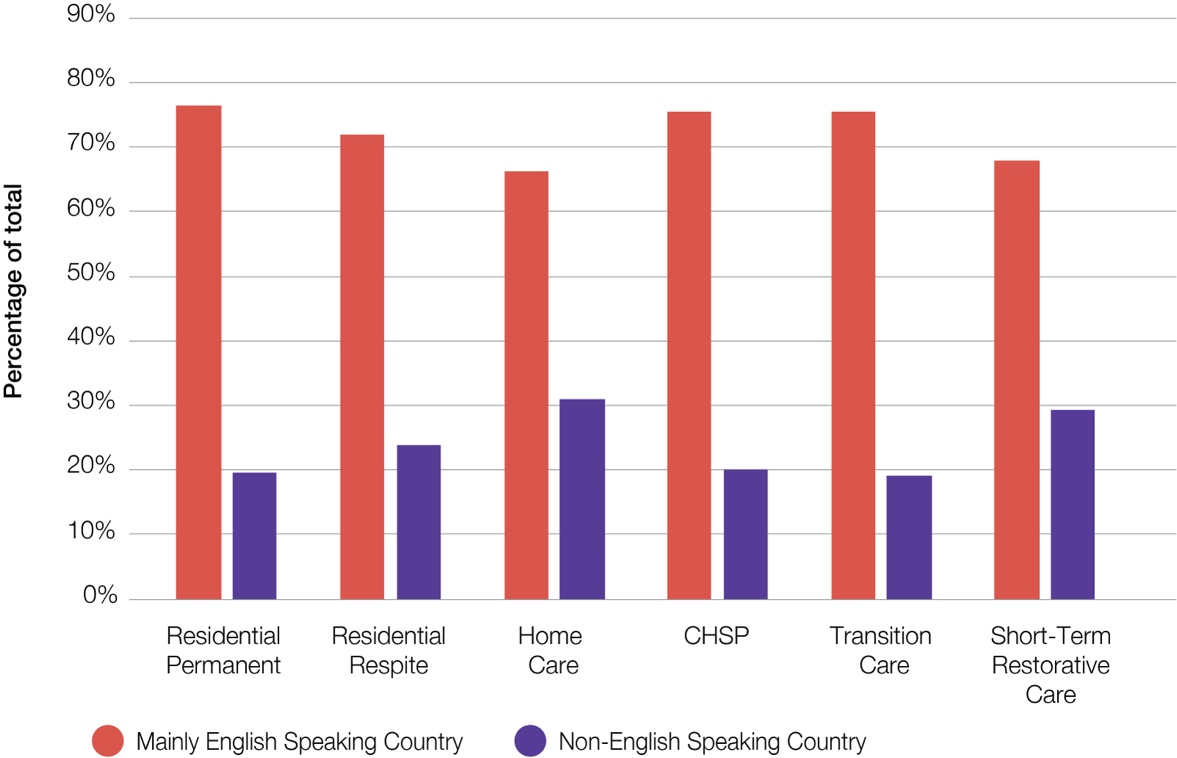 90%
80%
70%
60%
50%
40%
30%
20%
10%
0%
Percentage of total
Residential
Permanent
Residential
Respite
Home
Care
CHSP
Transition
Care
Short-Term
Restorative
Care
Mainly English Speaking Country
Non-English Speaking Country